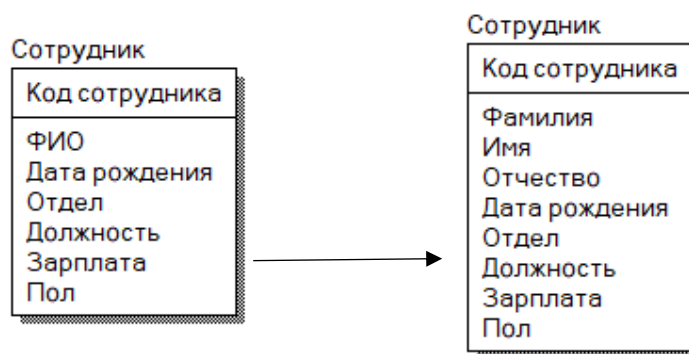 Сотрудник
Код сотрудника
ФИО
Дата рождения
Отдел
Должность
Зарплата
Пол
Сотрудник
Код сотрудника
Фамилия
Имя
Отчество
Дата рождения
Отдел
Должность
Зарплата
Пол